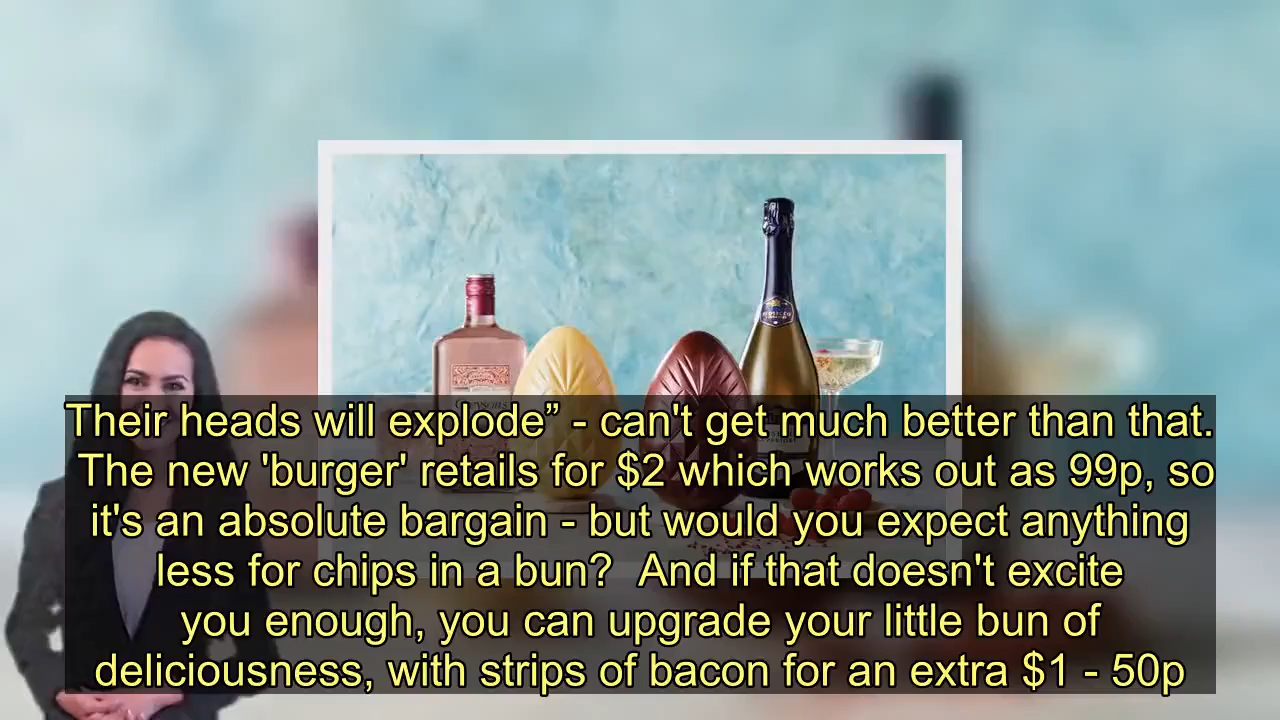 Their heads will explode” - can't get much better than that.
The new 'burger' retails for $2 which works out as 99p, so
it's an absolute bargain - but would you expect anything
less for chips in a bun?  And if that doesn't excite
you enough, you can upgrade your little bun of
deliciousness, with strips of bacon for an extra $1 - 50p